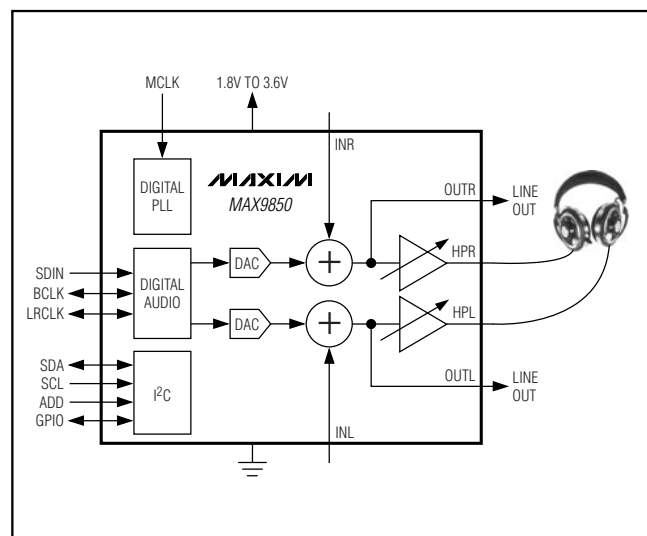 MCLK
1.8V TO 3.6V
INR
DIGITAL
PLL
MAXIM
MAX9850
OUTR
LINE
OUT
DAC
HPR
SDIN
BCLK
LRCLK
DIGITAL
AUDIO
DAC
HPL
SDA
SCL
ADD
GPIO
I²C
OUTL
LINE
OUT
INL